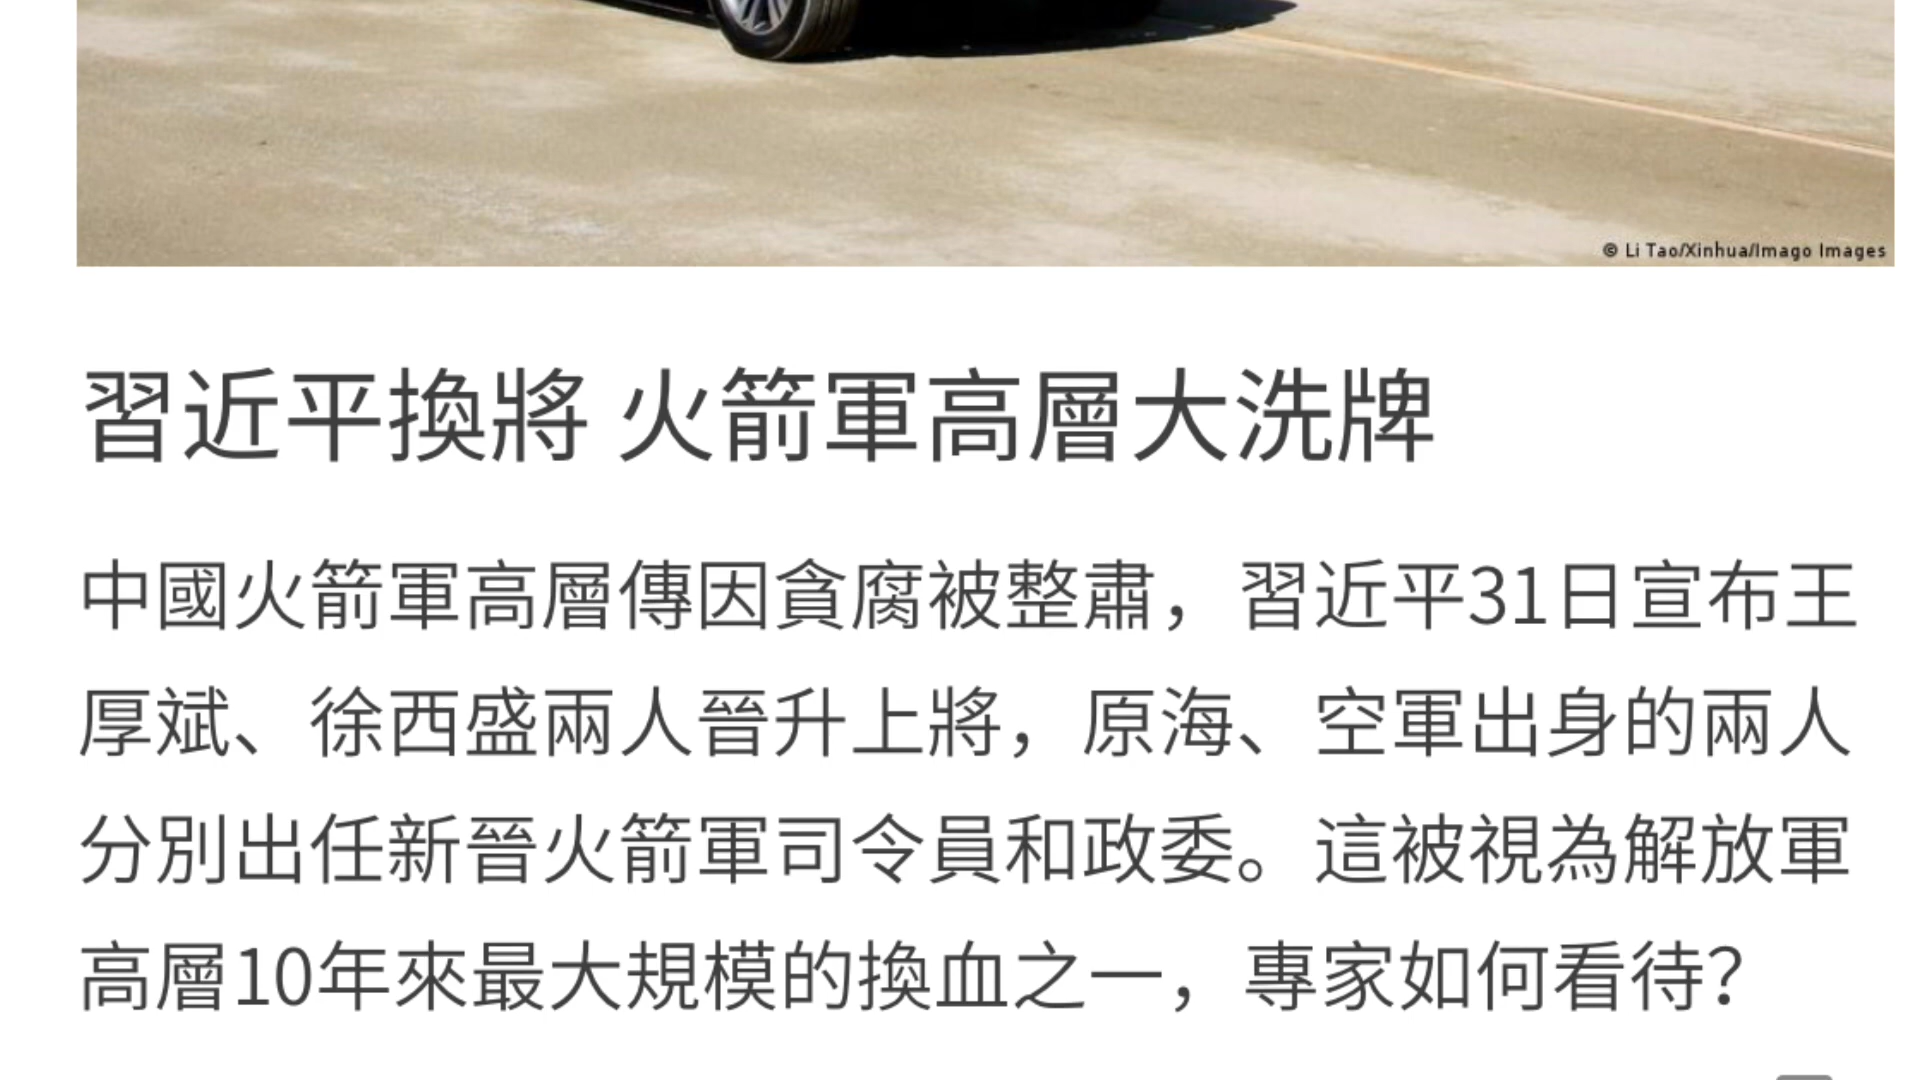 © Li Tao/Xinhua/Imago Images
習近平換將 火箭軍高層大洗牌
中國火箭軍高層傳因貪腐被整肅，習近平31日宣布王
厚斌、徐西盛兩人晉升上將，原海、空軍出身的兩人
分別出任新晉火箭軍司令員和政委。這被視為解放軍
高層10年來最大規模的換血之一，專家如何看待？